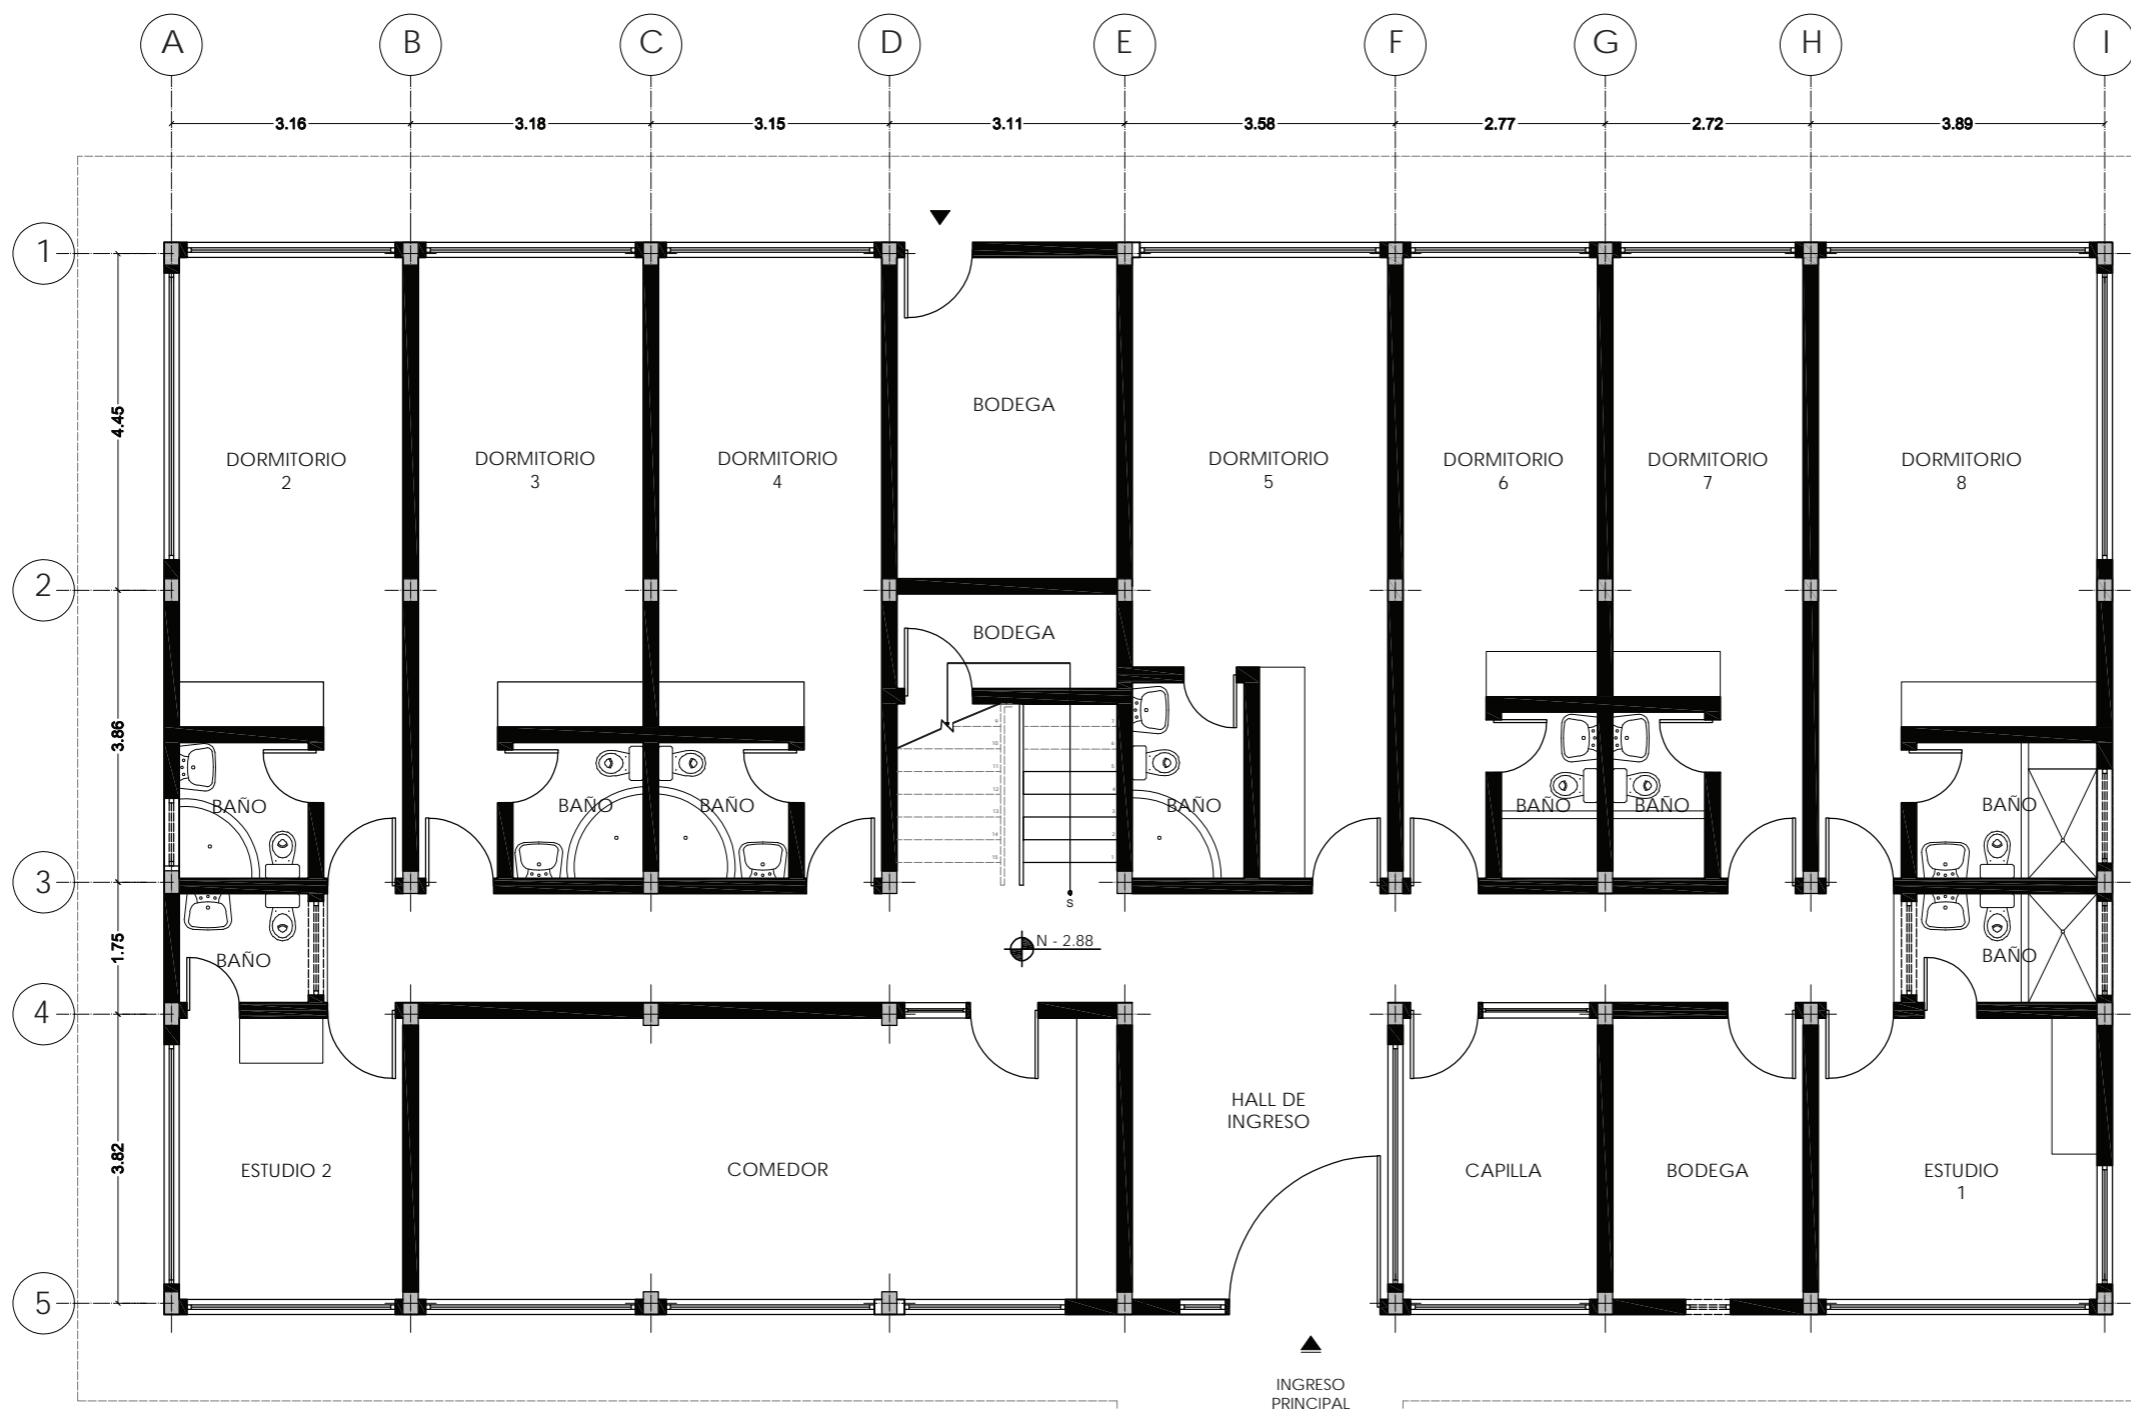 A B C D E F G H I
3.16 3.18 3.15 3.11 3.58 2.77 2.72 3.89
1
4.45
BODEGA
DORMITORIO
2
DORMITORIO
3
DORMITORIO
4
DORMITORIO
5
DORMITORIO
6
DORMITORIO
7
DORMITORIO
8
2
BODEGA
3.86
BAÑO BAÑO BAÑO BAÑO BAÑO BAÑO BAÑO
3
S
1.75
N - 2.88
BAÑO BAÑO
4
HALL DE
INGRESO
3.82
ESTUDIO 2
COMEDOR
CAPILLA
BODEGA
ESTUDIO
1
5
INGRESO
PRINCIPAL